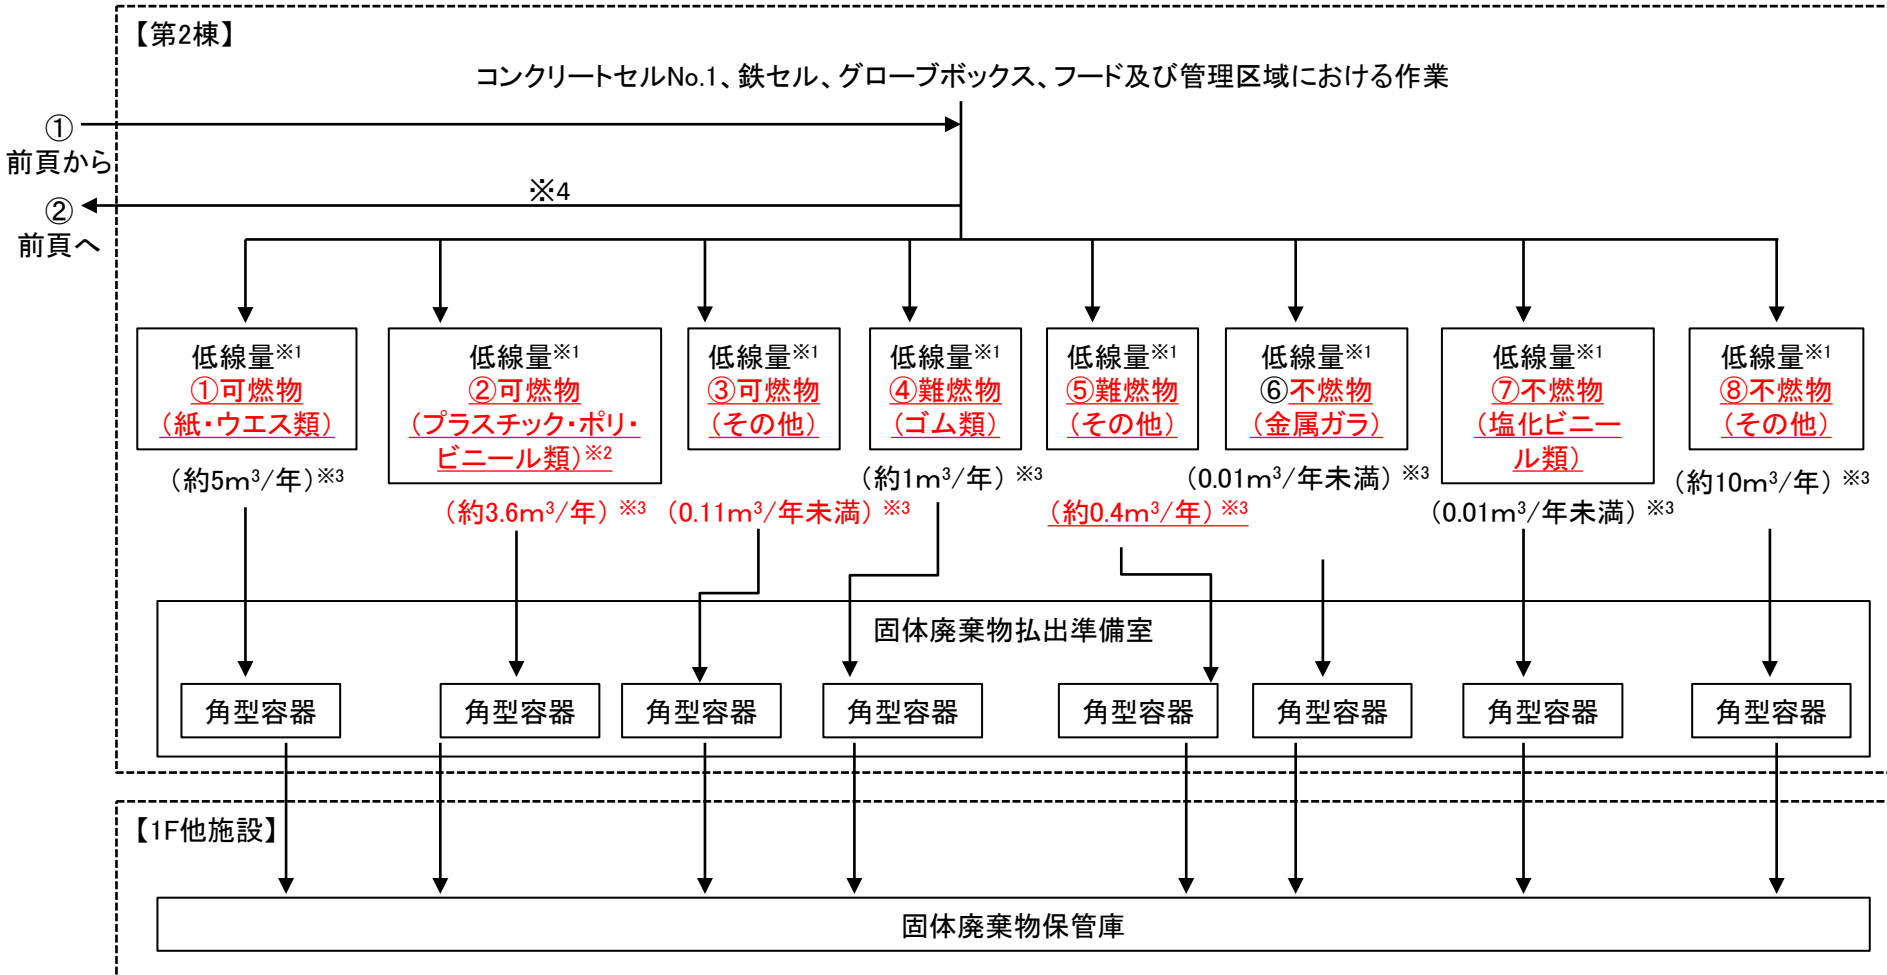 【第2棟】
コンクリートセルNo.1、鉄セル、グローブボックス、フード及び管理区域における作業
①
前頁から
※4
②
前頁へ
低線量※1
①可燃物
(紙・ウエス類)
(約5m³/年)※3
低線量※1
②可燃物
(プラスチック・ポリ・
ビニール類)※2
(約3.6m³/年)※3
低線量※1
③可燃物
(その他)
(0.11m³/年未満)※3
低線量※1
④難燃物
(ゴム類)
(約1m³/年)※3
低線量※1
⑤難燃物
(その他)
(約0.4m³/年)※3
低線量※1
⑥不燃物
(金属ガラ)
(0.01m³/年未満)※3
低線量※1
⑦不燃物
(塩化ビニー
ル類)
(0.01m³/年未満)※3
低線量※1
⑧不燃物
(その他)
(約10m³/年)※3
固体廃棄物払出準備室
角型容器
角型容器
角型容器
角型容器
角型容器
角型容器
角型容器
角型容器
【1F他施設】
固体廃棄物保管庫